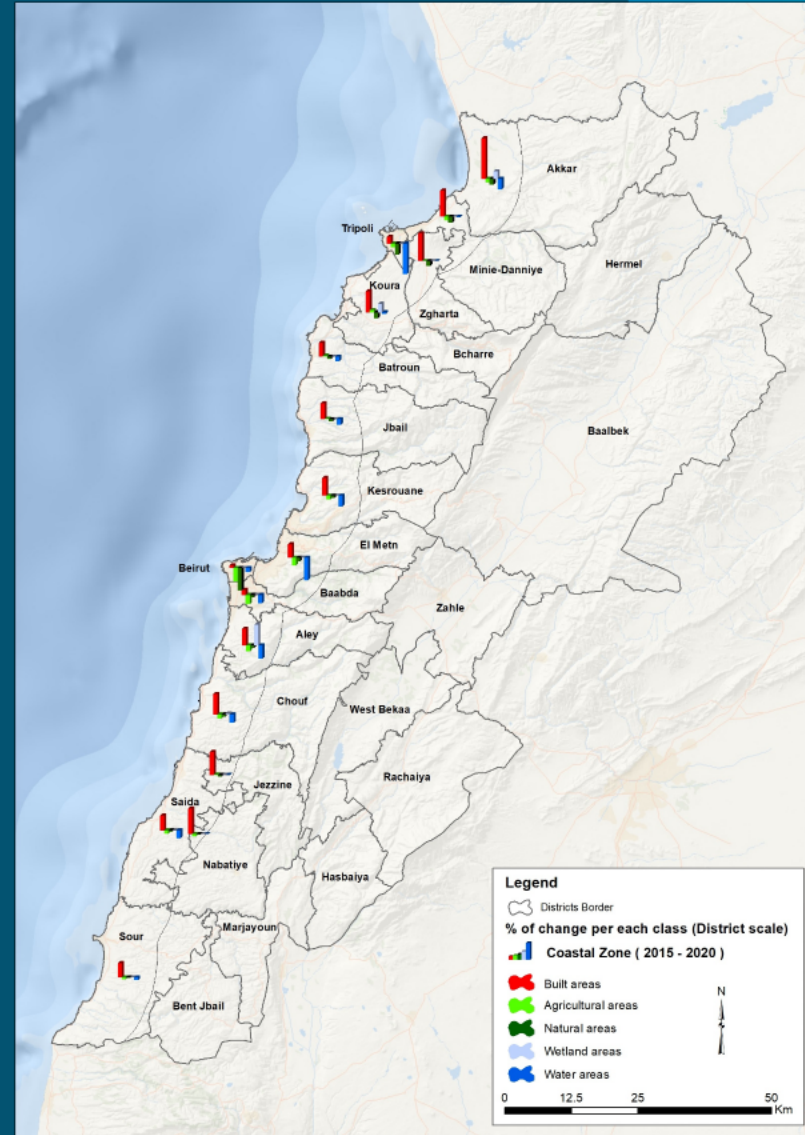 Akkar
Tripoli
Hermel
Minie-Danniye
Koura
Zgharta
Bcharre
Batroun
Jbail
Baalbek
Kesrouane
El Metn
Beirut
Baabda
Zahle
Aley
Chouf
West Bekaa
Rachaiya
Jezzine
Saida
Nabatiye
Hasbaiya
Marjayoun
Sour
Bent Jbail
Legend
Districts Border
% of change per each class (District scale)
Coastal Zone ( 2015 - 2020 )
Built areas
Agricultural areas
Natural areas
Wetland areas
Water areas
N
0 12.5 25 50
Km